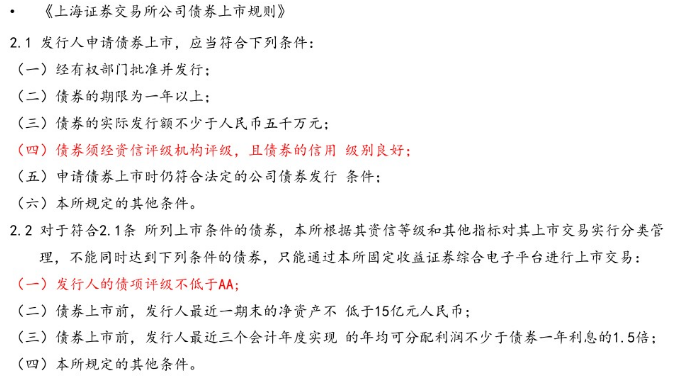 • 《上海证券交易所公司债券上市规则》
2.1 发行人申请债券上市，应当符合下列条件：
（一）经有权部门批准并发行；
（二）债券的期限为一年以上；
（三）债券的实际发行额不少于人民币五千万元；
（四）债券须经资信评级机构评级，且债券的信用 级别良好；
（五）申请债券上市时仍符合法定的公司债券发行 条件；
（六）本所规定的其他条件。
2.2 对于符合2.1条 所列上市条件的债券，本所根据其资信等级和其他指标对其上市交易实行分类管
理，不能同时达到下列条件的债券，只能通过本所固定收益证券综合电子平台进行上市交易：
（一）发行人的债项评级不低于AA；
（二）债券上市前，发行人最近一期末的净资产不 低于15亿元人民币；
（三）债券上市前，发行人最近三个会计年度实现 的年均可分配利润不少于债券一年利息的1.5倍；
（四）本所规定的其他条件。